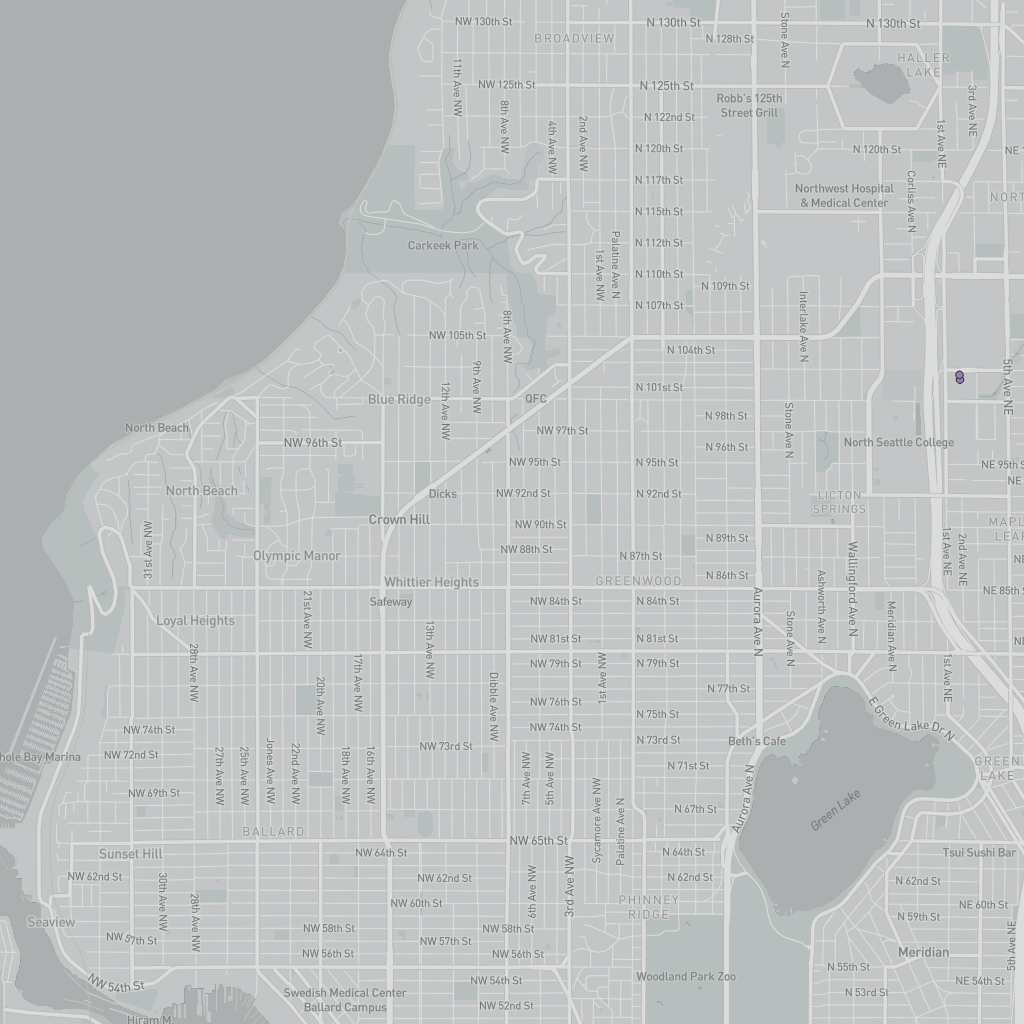 NW 130th St
N 130th St
N 130th St
BROADVIEW
N 128th St
Stone Ave N
HALLER
LAKE
11th Ave NW
NW 125th St
N 125th St
8th Ave NW
Robb's 125th
Street Grill
3rd Ave NE
4th Ave NW
2nd Ave NW
N 122nd St
1st Ave NE
N 120th St
N 120th St
NE 1
N 117th St
Corliss Ave N
Northwest Hospital
& Medical Center
NORT
N 115th St
Carkeek Park
Palatine Ave N
N 112th St
1st Ave NW
N 110th St
N 109th St
N 107th St
Interlake Ave N
8th Ave NW
NW 105th St
N 104th St
9th Ave NW
12th Ave NW
N 101st St
5th Ave NE
Blue Ridge
QFC
N 98th St
Stone Ave N
North Beach
NW 97th St
NW 96th St
N 96th St
North Seattle College
NW 95th St
N 95th St
NE 95th S
NE
North Beach
Dicks
NW 92nd St
N 92nd St
LICTON
SPRINGS
Crown Hill
NW 90th St
MAPL
LEAF
31st Ave NW
N 89th St
NW 88th St
Olympic Manor
N 87th St
1st Ave NE
2nd Ave NE
Wallingford Ave N
Whittier Heights
GREENWOOD
N 86th St
NE 85th S
Safeway
NW 84th St
N 84th St
Ashworth Ave N
21st Ave NW
Loyal Heights
Aurora Ave N
Stone Ave N
Meridian Ave N
13th Ave NW
NW 81st St
N 81st St
NE
28th Ave NW
NW 79th St
N 79th St
1st Ave NW
1st Ave NE
17th Ave NW
20th Ave NW
N 77th St
Dibble Ave NW
NW 76th St
N 75th St
E Green Lake Dr N
NW 74th St
NW 74th St
NW 73rd St
N 73rd St
Beth's Cafe
hole Bay Marina
NW 72nd St
27th Ave NW
25th Ave NW
Jones Ave NW
22nd Ave NW
18th Ave NW
16th Ave NW
7th Ave NW
5th Ave NW
N 71st St
GREEN
LAKE
NW 69th St
Sycamore Ave NW
Palatine Ave N
Aurora Ave N
N 67th St
Green Lake
BALLARD
NW 65th St
Sunset Hill
NW 64th St
N 64th St
Tsui Sushi Bar
NW 62nd St
NW 62nd St
N 62nd St
N 62nd St
30th Ave NW
28th Ave NW
6th Ave NW
3rd Ave NW
NW 60th St
PHINNEY
RIDGE
NE 60th St
N 59th St
Seaview
NW 58th St
NW 58th St
5th Ave NE
NW 57th St
NW 57th St
NW 56th St
NW 56th St
Meridian
N 55th St
NW 54th St
NW 54th St
Woodland Park Zoo
NE 54th St
Swedish Medical Center
Ballard Campus
N 53rd St
NW 52nd St
Hiram M.